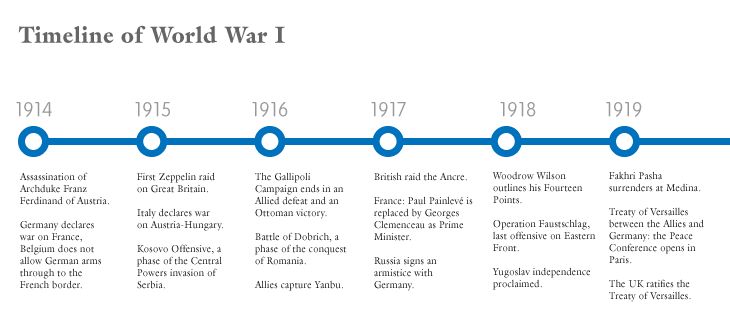 Timeline of World War I
1914
1915
1916
1917
1918
1919
Assassination of
Archduke Franz
Ferdinand of Austria.
Germany declares
war on France,
Belgium does not
allow German arms
through to the
French border.
First Zeppelin raid
on Great Britain.
Italy declares war
on Austria-Hungary.
Kosovo Offensive, a
phase of the Central
Powers invasion of
Serbia.
The Gallipoli
Campaign ends in an
Allied defeat and an
Ottoman victory.
Battle of Dobrich, a
phase of the conquest
of Romania.
Allies capture Yanbu.
British raid the Ancre.
France: Paul Painlevé is
replaced by Georges
Clemenceau as Prime
Minister.
Russia signs an
armistice with
Germany.
Woodrow Wilson
outlines his Fourteen
Points.
Operation Faustschlag,
last offensive on Eastern
Front.
Yugoslav independence
proclaimed.
Fakhri Pasha
surrenders at Medina.
Treaty of Versailles
between the Allies and
Germany: the Peace
Conference opens in
Paris.
The UK ratifies the
Treaty of Versailles.